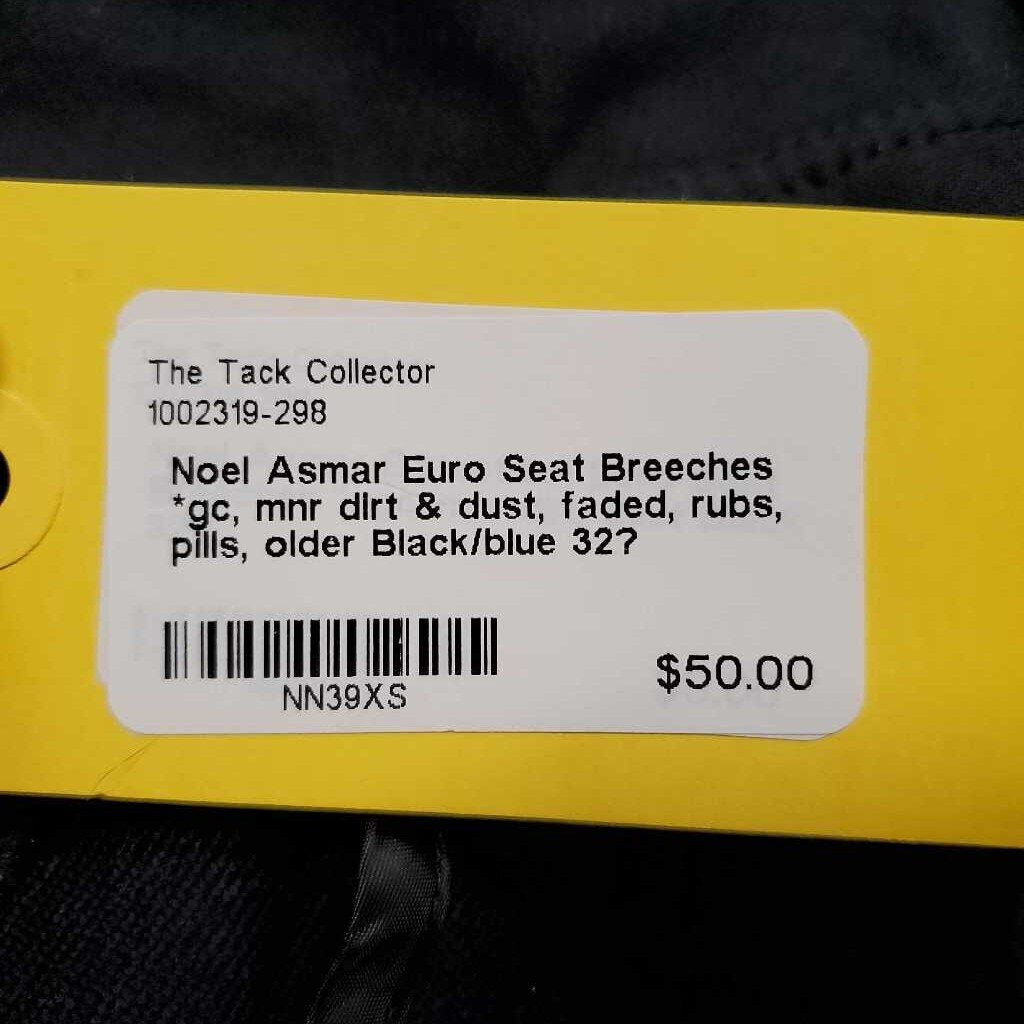 The Tack Collector
1002319-298
Noel Asmar Euro Seat Breeches
*gc, mnr dirt & dust, faded, rubs,
pills, older Black/blue 32?
NN39XS
$50.00